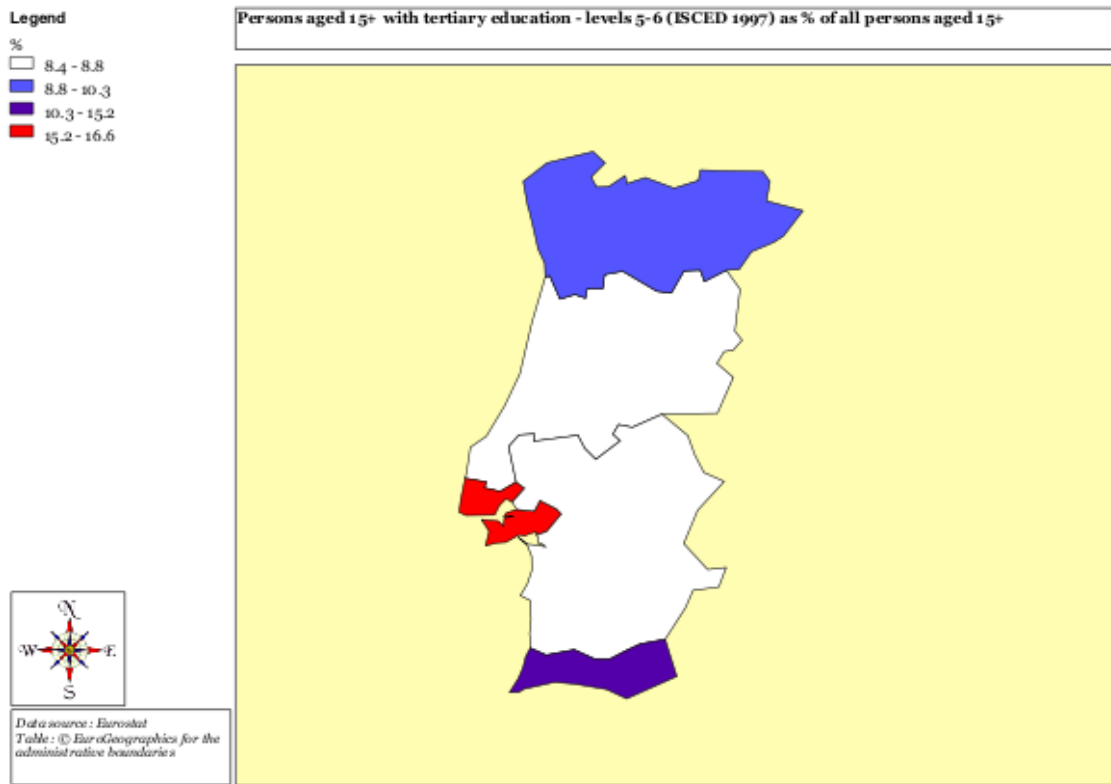 Legend
%
8.4 - 8.8
8.8 - 10.3
10.3 - 15.2
15.2 - 16.6
Persons aged 15+ with tertiary education - levels 5-6 (ISCED 1997) as % of all persons aged 15+
N
W E
S
Data source : Eurostat
Table : © EuroGeographics for the
administrative boundaries